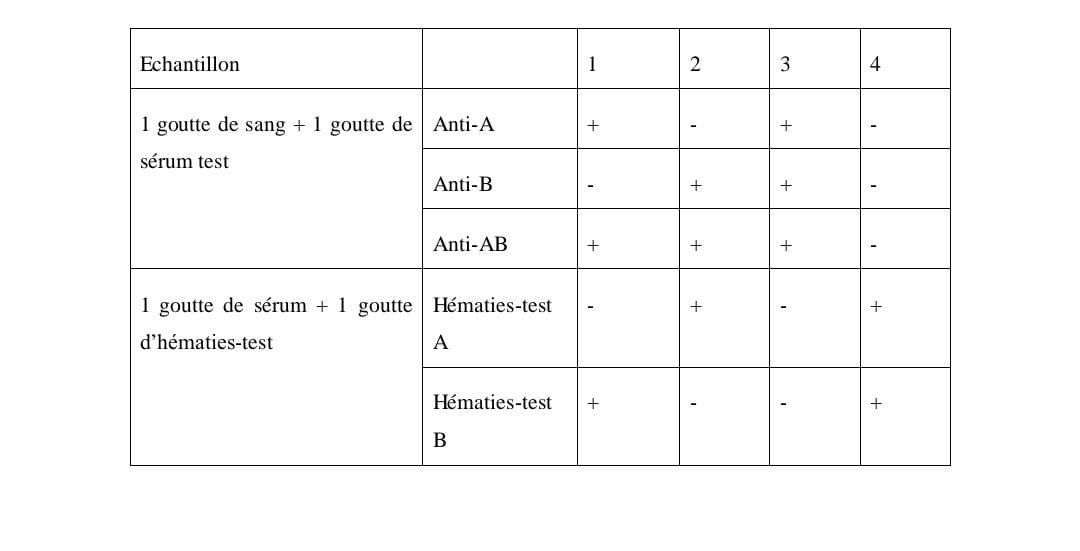 Echantillon 1 2 3 4
1 goutte de sang + 1 goutte de Anti-A + - + -
sérum test
Anti-B - + + -
Anti-AB + + + -
1 goutte de sérum + 1 goutte Hématies-test - + - +
d’hématies-test A
Hématies-test + - - +
B